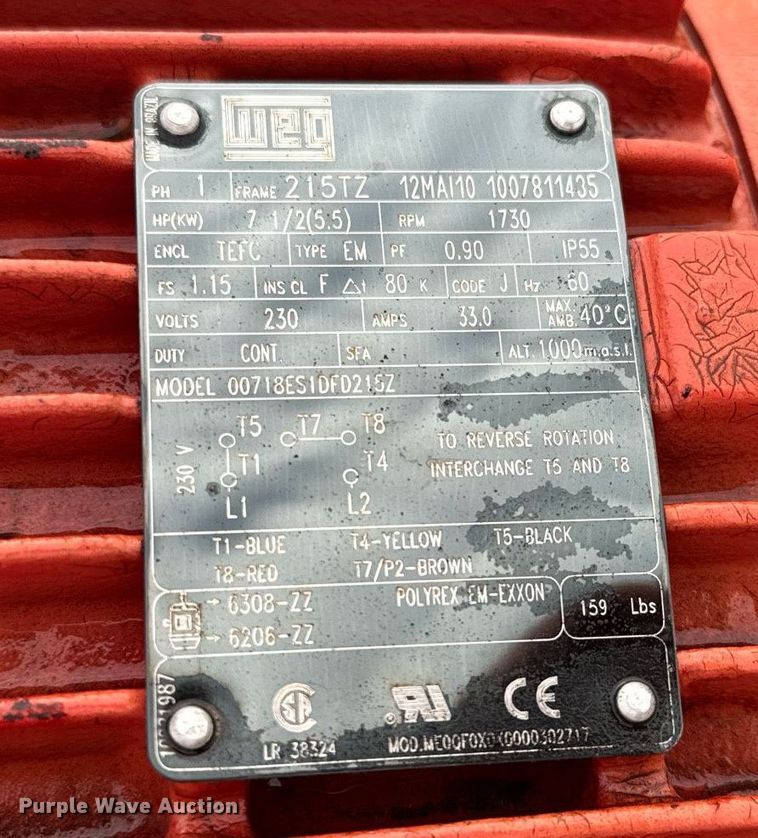 MADE IN BRAZIL
WEG
PH 1 FRAME 215TZ 12MAI10 1007811435
HP(KW) 7 1/2(5.5) RPM 1730
ENCL TEFC TYPE EM PF 0.90 IP55
FS 1.15 INS CL F Δt 80 K CODE J Hz 60
VOLTS 230 AMPS 33.0 MAX. AMB. 40°C
DUTY CONT. SFA ALT. 1000m.a.s.l.
MODEL 00718ES1DFD215Z
230 V
T5 T7 T8
T1 T4
L1 L2
TO REVERSE ROTATION
INTERCHANGE T5 AND T8
T1-BLUE T4-YELLOW T5-BLACK
T8-RED T7/P2-BROWN
→ 6308-ZZ POLYREX EM-EXXON
→ 6206-ZZ
159 Lbs
LR 38324
MOD.
Purple Wave Auction